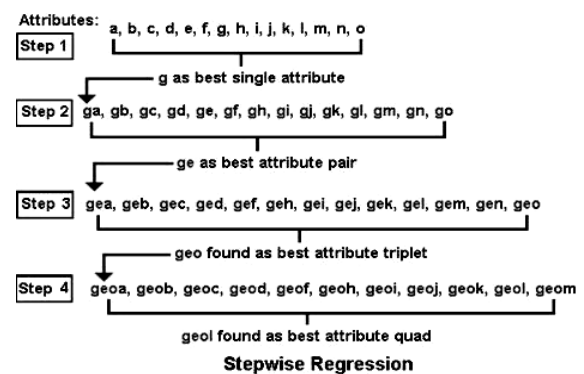 Attributes:
a, b, c, d, e, f, g, h, i, j, k, l, m, n, o
Step 1
g as best single attribute
Step 2
ga, gb, gc, gd, ge, gf, gh, gi, gj, gk, gl, gm, gn, go
ge as best attribute pair
Step 3
gea, geb, gec, ged, gef, geh, gei, gej, gek, gel, gem, gen, geo
geo found as best attribute triplet
Step 4
geoa, geob, geoc, geod, geof, geoh, geoi, geoj, geok, geol, geom
geol found as best attribute quad
Stepwise Regression